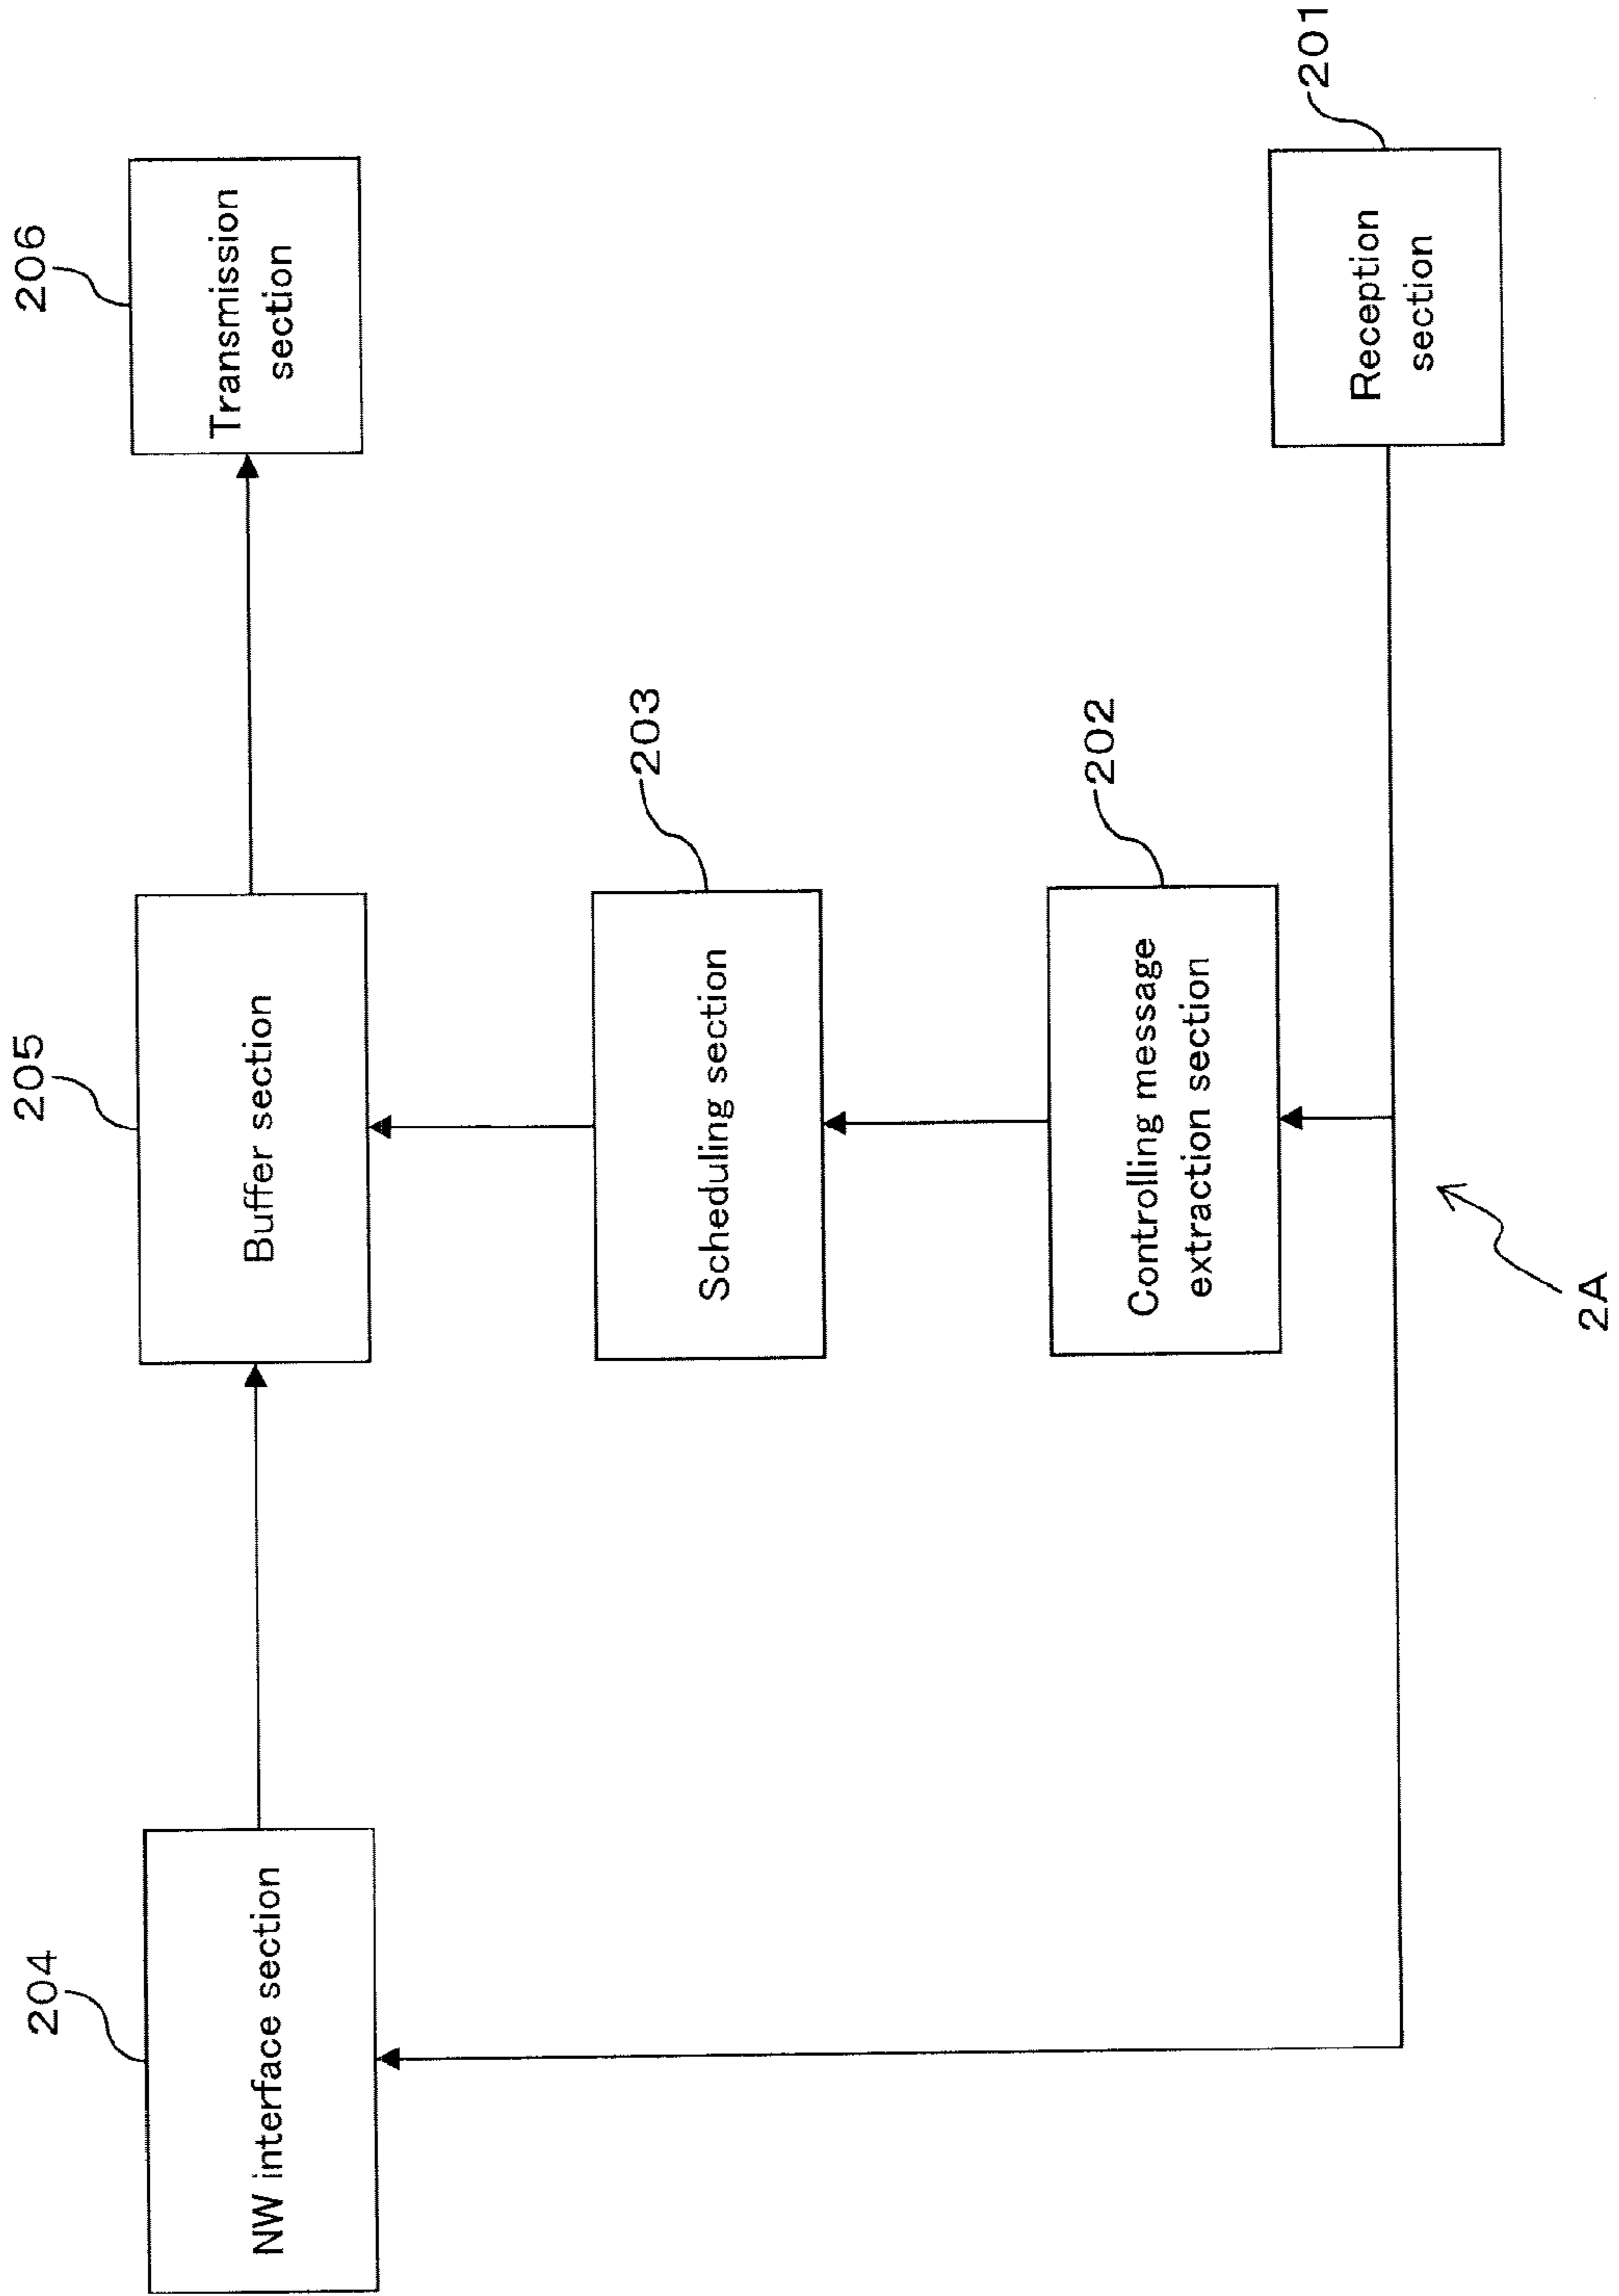 204
NW interface section
205
Buffer section
206
Transmission
section
203
Scheduling section
202
Controlling message
extraction section
201
Reception
section
2A